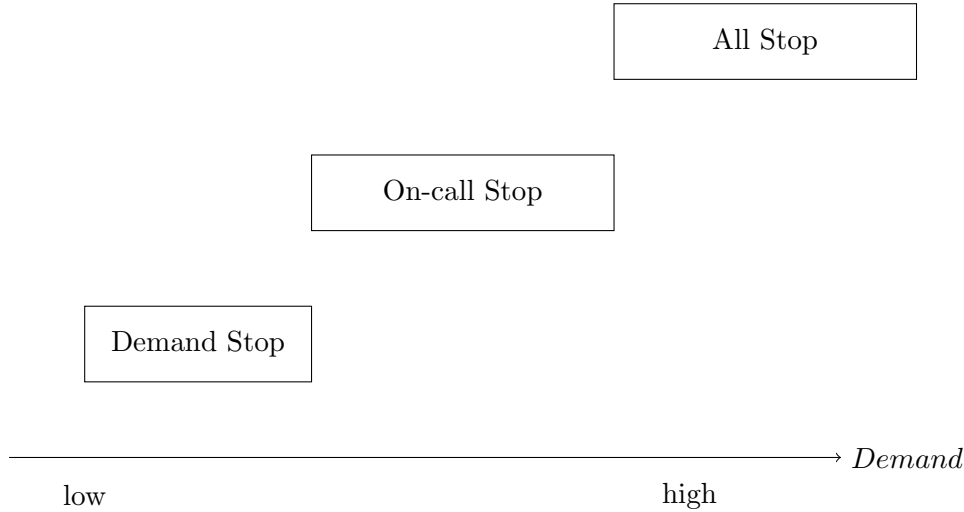 All Stop
On-call Stop
Demand Stop
Demand
low
high